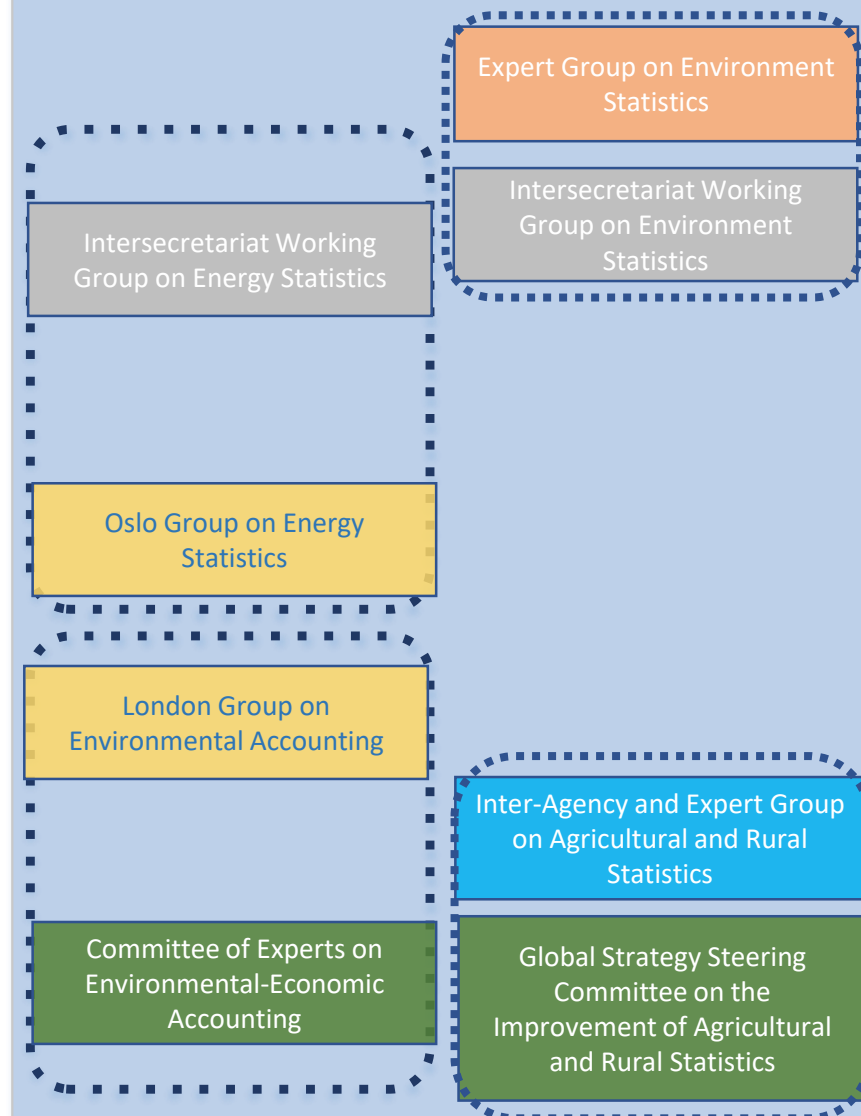 Expert Group on Environment
Statistics
Intersecretariat Working
Group on Environment
Statistics
Intersecretariat Working
Group on Energy Statistics
Oslo Group on Energy
Statistics
London Group on
Environmental Accounting
Inter-Agency and Expert Group
on Agricultural and Rural
Statistics
Committee of Experts on
Environmental-Economic
Accounting
Global Strategy Steering
Committee on the
Improvement of Agricultural
and Rural Statistics